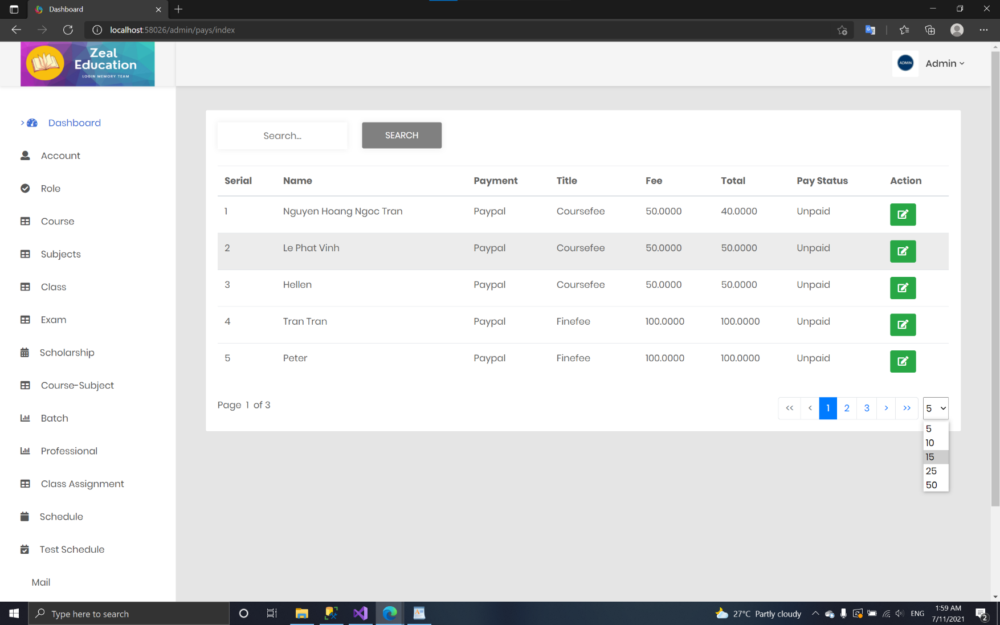 Dashboard
localhost:58026/admin/pays/index
Zeal
Education
LOGIN MEMORY TEAM
ADMIN
Admin
> Dashboard
Account
Role
Course
Subjects
Class
Exam
Scholarship
Course-Subject
Batch
Professional
Class Assignment
Schedule
Test Schedule
Mail
Search...
SEARCH
Serial Name Payment Title Fee Total Pay Status Action
1 Nguyen Hoang Ngoc Tran Paypal Coursefee 50.0000 40.0000 Unpaid
2 Le Phat Vinh Paypal Coursefee 50.0000 50.0000 Unpaid
3 Hellen Paypal Coursefee 50.0000 50.0000 Unpaid
4 Tran Tran Paypal Finefee 100.0000 100.0000 Unpaid
5 Peter Paypal Finefee 100.0000 100.0000 Unpaid
Page 1 of 3
<< < 1 2 3 > >> 5
5
10
15
25
50
Type here to search
27°C Partly cloudy
ENG
1:59 AM
7/11/2021
2